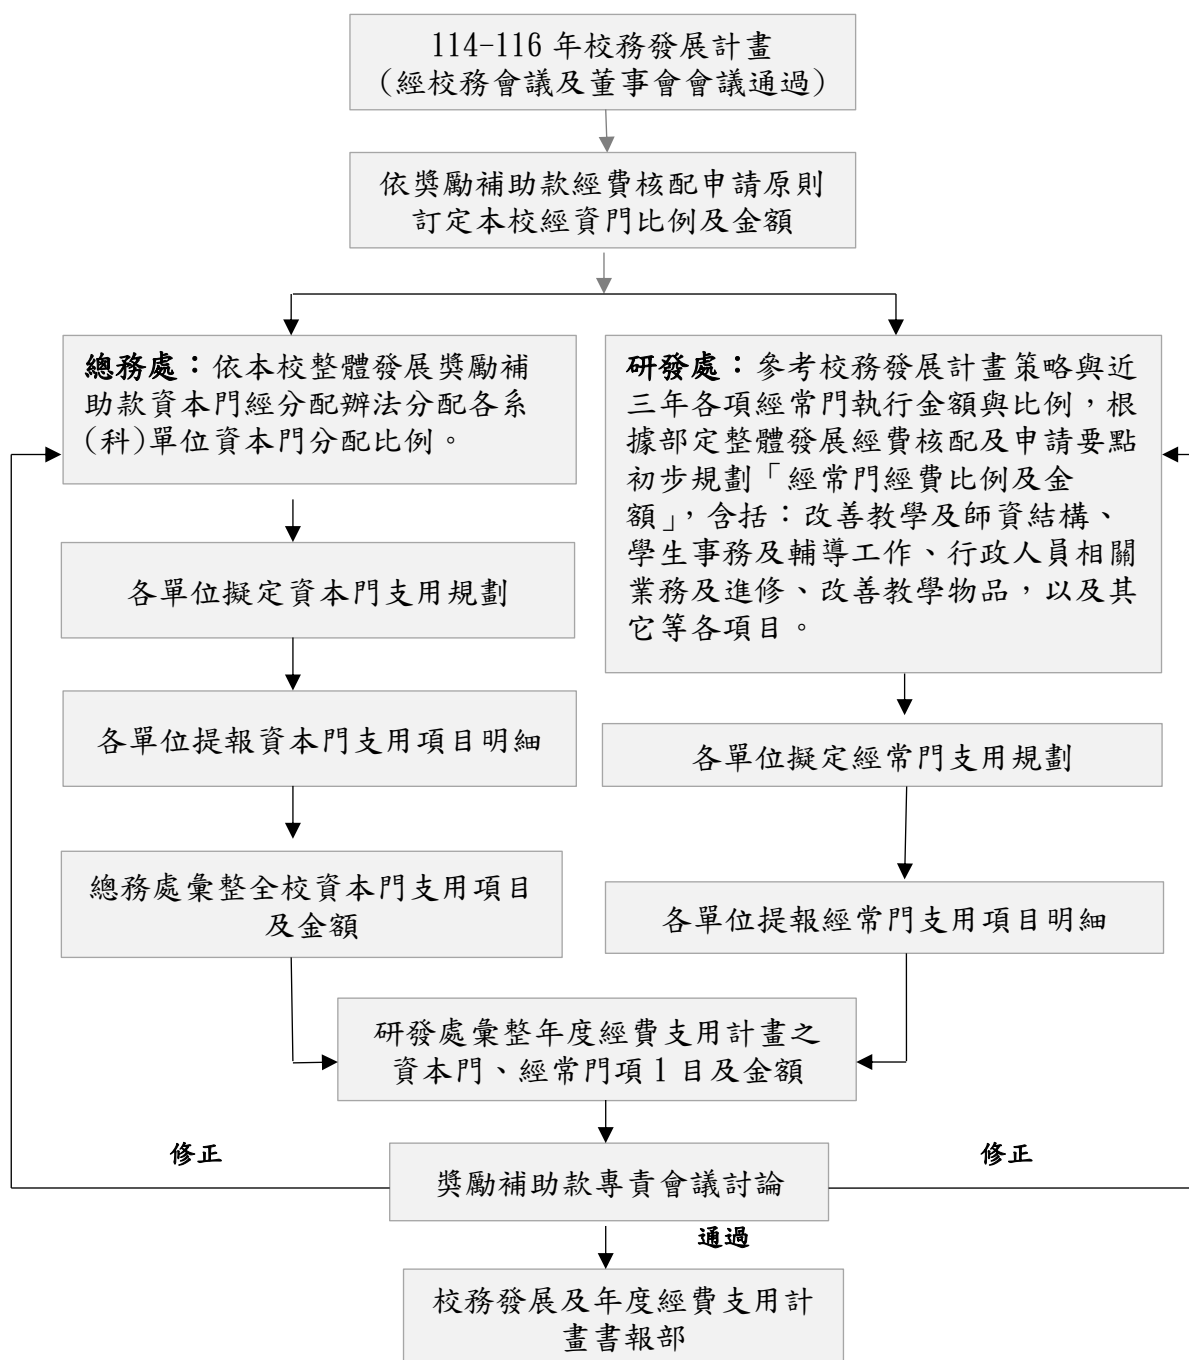 114-116 年校務發展計畫
(經校務會議及董事會會議通過)
依獎勵補助款經費核配申請原則
訂定本校經資門比例及金額
總務處：依本校整體發展獎勵補
助款資本門經分配辦法分配各系
(科)單位資本門分配比例。
各單位擬定資本門支用規劃
各單位提報資本門支用項目明細
總務處彙整全校資本門支用項目
及金額
研發處：參考校務發展計畫策略與近
三年各項經常門執行金額與比例，根
據部定整體發展經費核配及申請要點
初步規劃「經常門經費比例及金
額」，含括：改善教學及師資結構、
學生事務及輔導工作、行政人員相關
業務及進修、改善教學物品，以及其
它等各項目。
各單位擬定經常門支用規劃
各單位提報經常門支用項目明細
研發處彙整年度經費支用計畫之
資本門、經常門項 1 目及金額
修正
修正
獎勵補助款專責會議討論
通過
校務發展及年度經費支用計
畫書報部